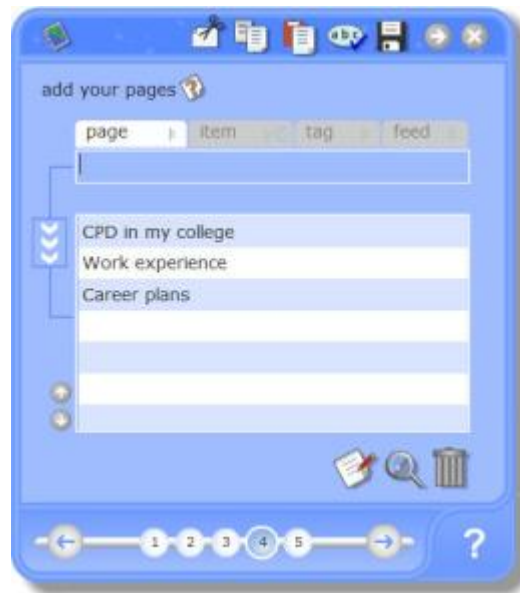 abc
add your pages
page item tag feed
CPD in my college
Work experience
Career plans
1 2 3 4 5
?